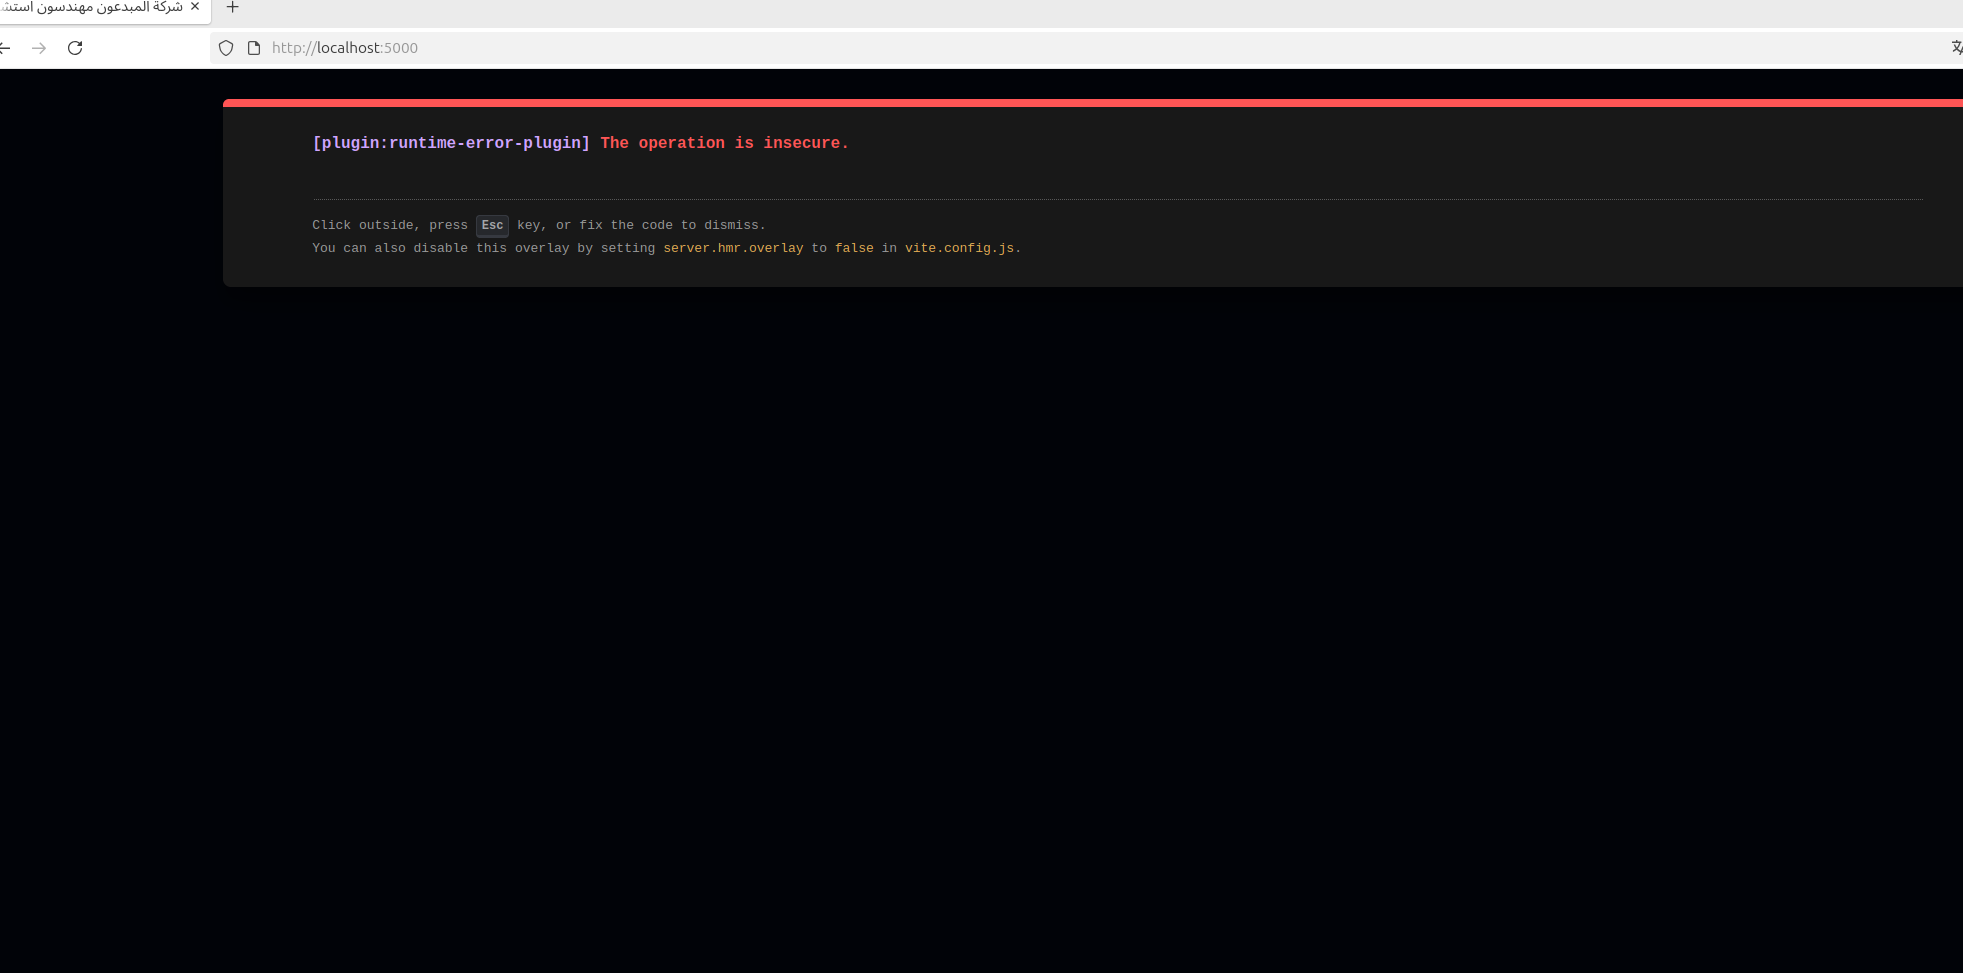 شركة المبدعون مهندسون استش
http://localhost:5000
[plugin:runtime-error-plugin] The operation is insecure.
Click outside, press Esc key, or fix the code to dismiss.
You can also disable this overlay by setting server.hmr.overlay to false in vite.config.js.